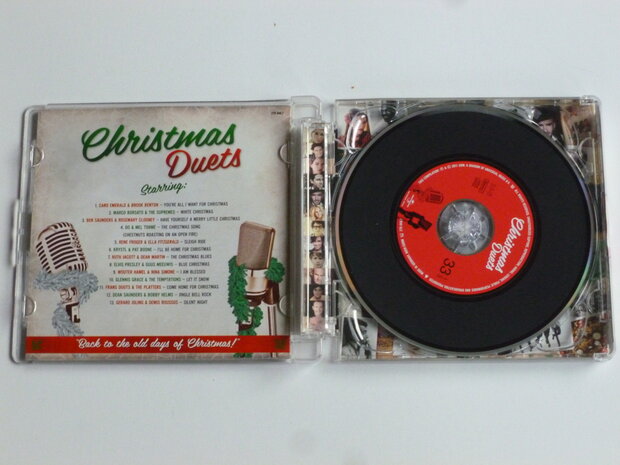 Christmas
Duets
Starring:
1. CARO EMERALD & BROOK BENTON - YOU'RE ALL I WANT FOR CHRISTMAS
2. MARCO BORSATO & THE SUPREMES - WHITE CHRISTMAS
3. BEN SAUNDERS & ROSEMARY CLOONEY - HAVE YOURSELF A MERRY LITTLE CHRISTMAS
4. DO & MEL TORME - THE CHRISTMAS SONG
(CHESTNUTS ROASTING ON AN OPEN FIRE)
5. RENE FROGER & ELLA FITZGERALD - SLEIGH RIDE
6. KRYSTL & PAT BOONE - I'LL BE HOME FOR CHRISTMAS
7. RUTH JACOTT & DEAN MARTIN - THE CHRISTMAS BLUES
8. ELVIS PRESLEY & GUUS MEEUWIS - BLUE CHRISTMAS
9. WOUTER HAMEL & NINA SIMONE - I AM BLESSED
10. GLENNIS GRACE & THE TEMPTATIONS - LET IT SNOW
11. FRANS DUIJTS & THE PLATTERS - COME HOME FOR CHRISTMAS
12. DEAN SAUNDERS & BOBBY HELMS - JINGLE BELL ROCK
13. GERARD JOLING & DEMIS ROUSSOS - SILENT NIGHT
"Back to the old days of Christmas!"
Christmas
Duets
33